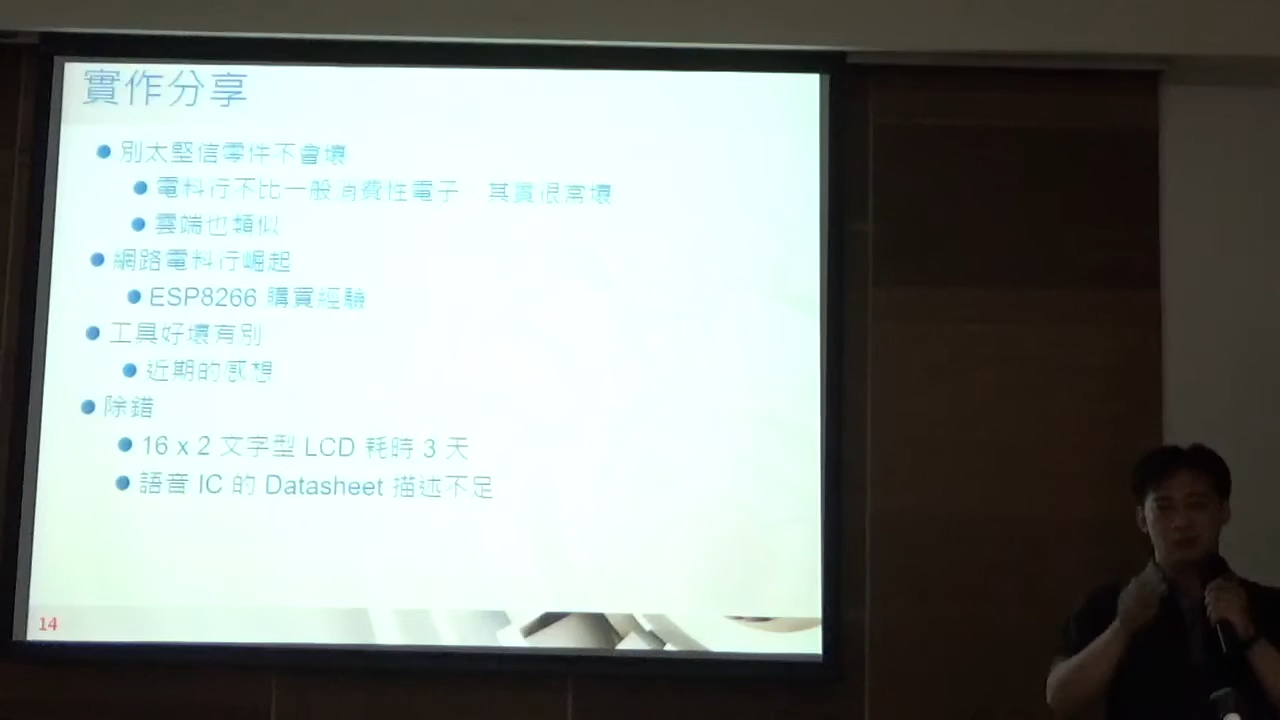 實作分享
別太堅信零件不會壞
電料行不比一般消費性電子 其實很常壞
雲端也類似
網路電料行崛起
ESP8266 購買經驗
工具好壞有別
近期的感想
除錯
16 x 2 文字型 LCD 耗時 3 天
語音 IC 的 Datasheet 描述不足
14